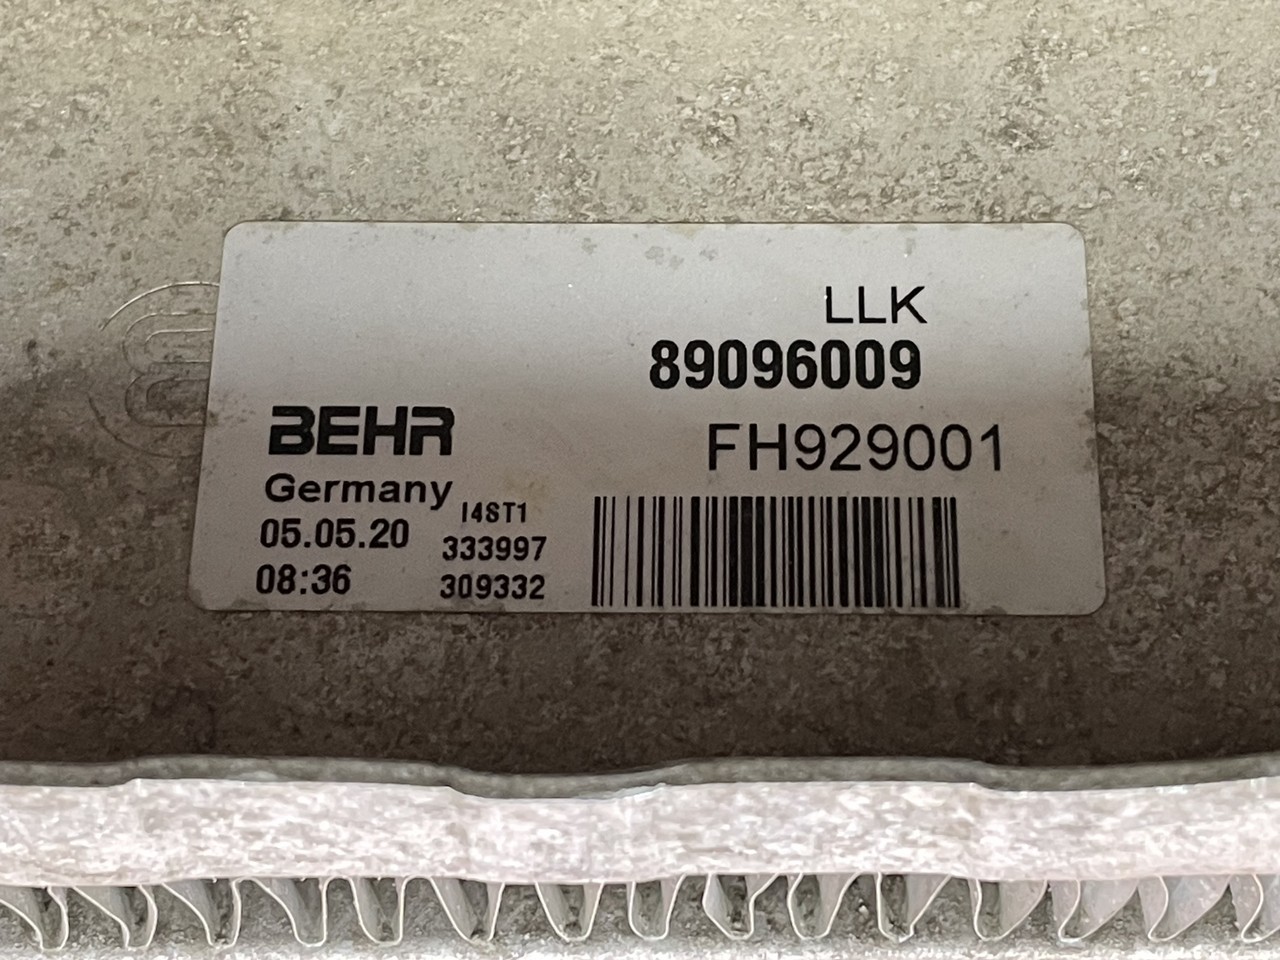 LLK
89096009
FH929001
BEHR
Germany
05.05.20
08:36
I4ST1
333997
309332